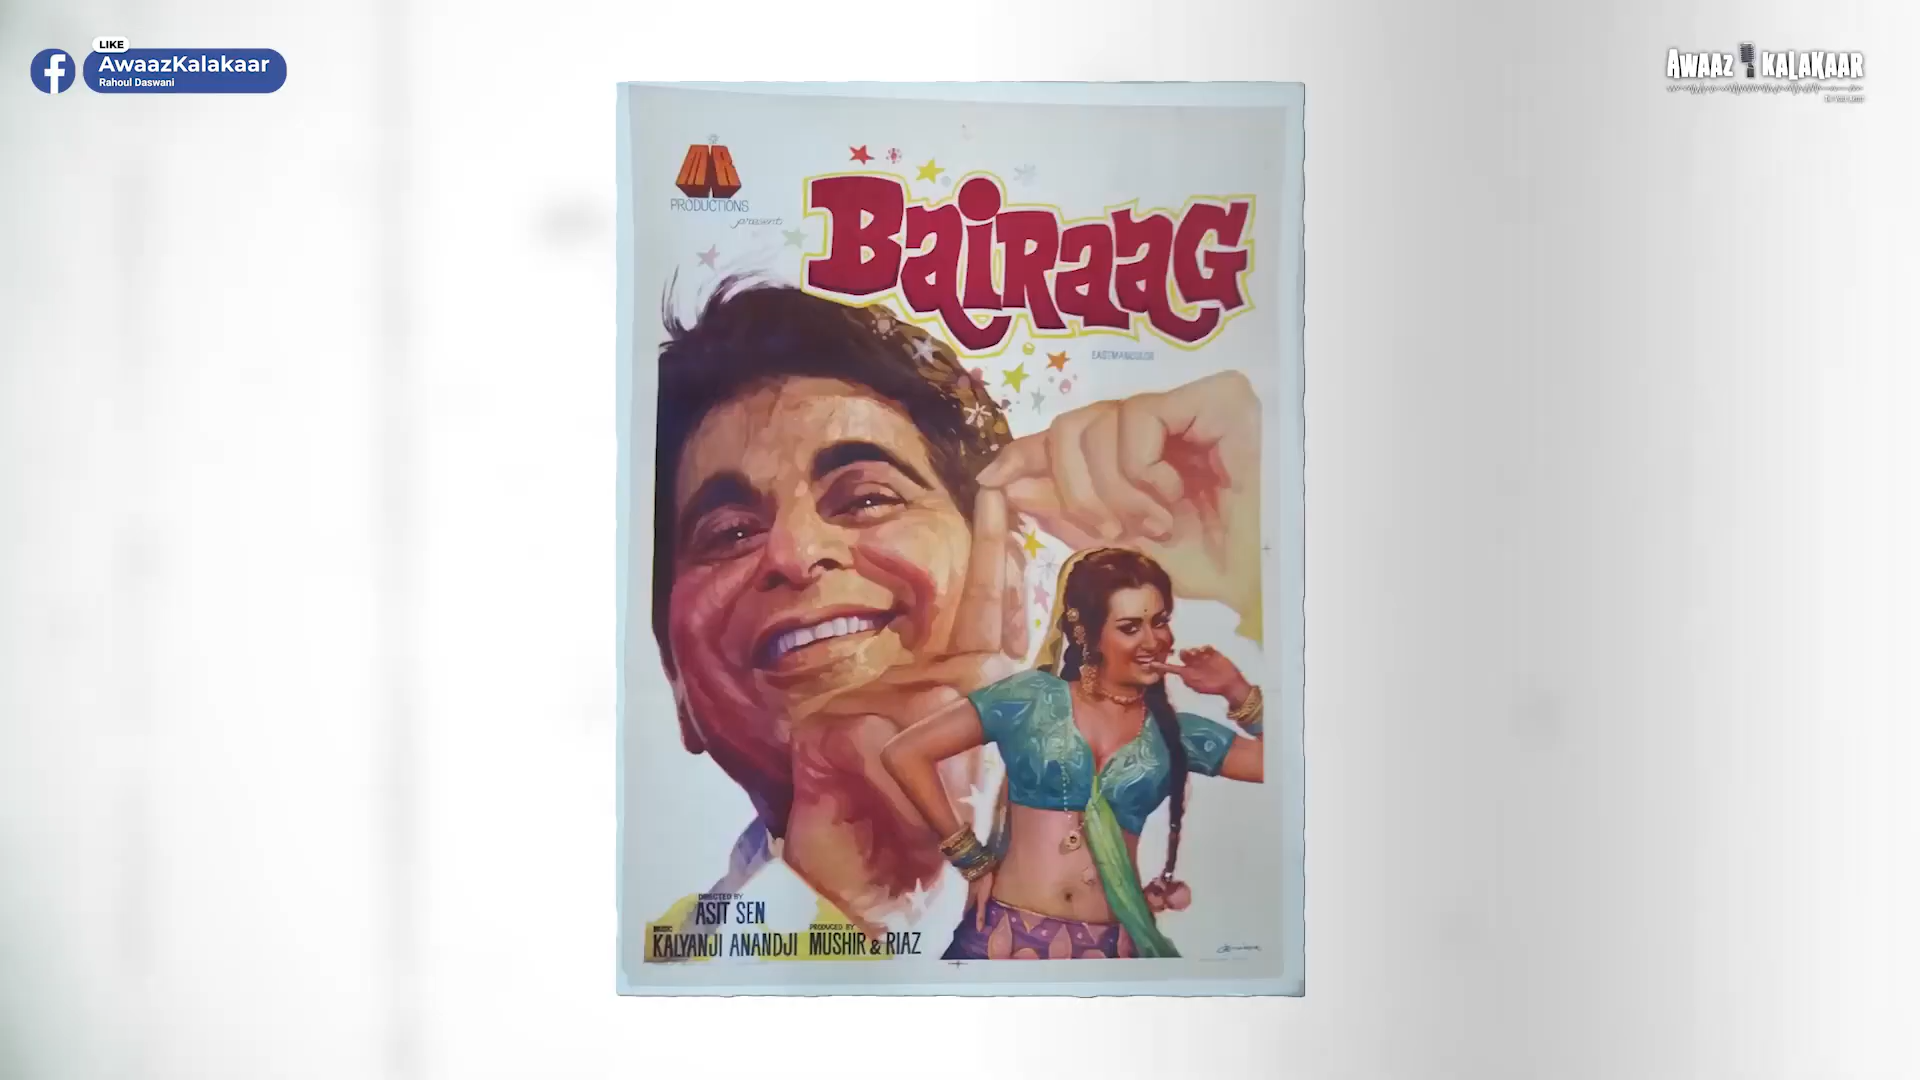 LIKE
AwaazKalakaar
Rahoul Daswani
AWAAZ KALAKAAR
MR
PRODUCTIONS
presents
BAIRAAG
EASTMANCOLOR
DIRECTED BY
ASIT SEN
MUSIC
KALYANJI ANANDJI
PRODUCED BY
MUSHIR & RIAZ